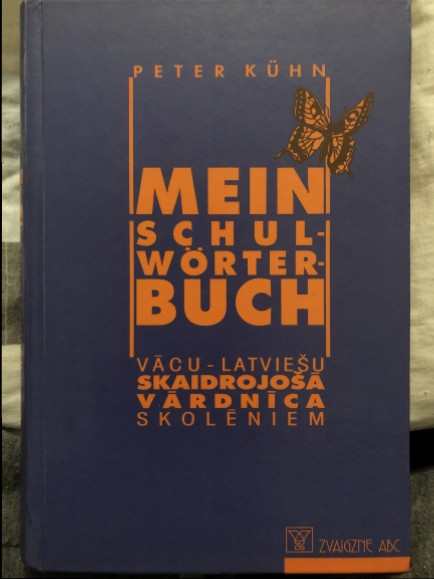 PETER KÜHN
MEIN
SCHUL-
WÖRTER-
BUCH
VĀCU-LATVIEŠU
SKAIDROJOŠĀ
VĀRDNĪCA
SKOLĒNIEM
ZVAIGZNE ABC